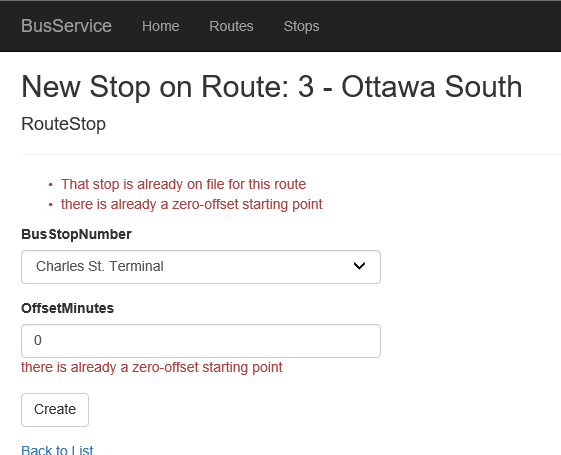 BusService Home Routes Stops
New Stop on Route: 3 - Ottawa South
RouteStop
• That stop is already on file for this route
• there is already a zero-offset starting point
BusStopNumber
Charles St. Terminal
OffsetMinutes
0
there is already a zero-offset starting point
Create
Back to List